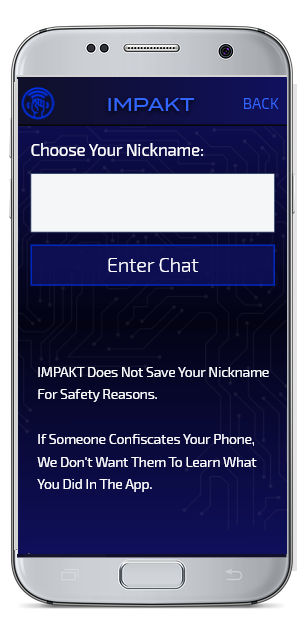 IMPAKT
BACK
Choose Your Nickname:
Enter Chat
IMPAKT Does Not Save Your Nickname
For Safety Reasons.
If Someone Confiscates Your Phone,
We Don't Want Them To Learn What
You Did In The App.